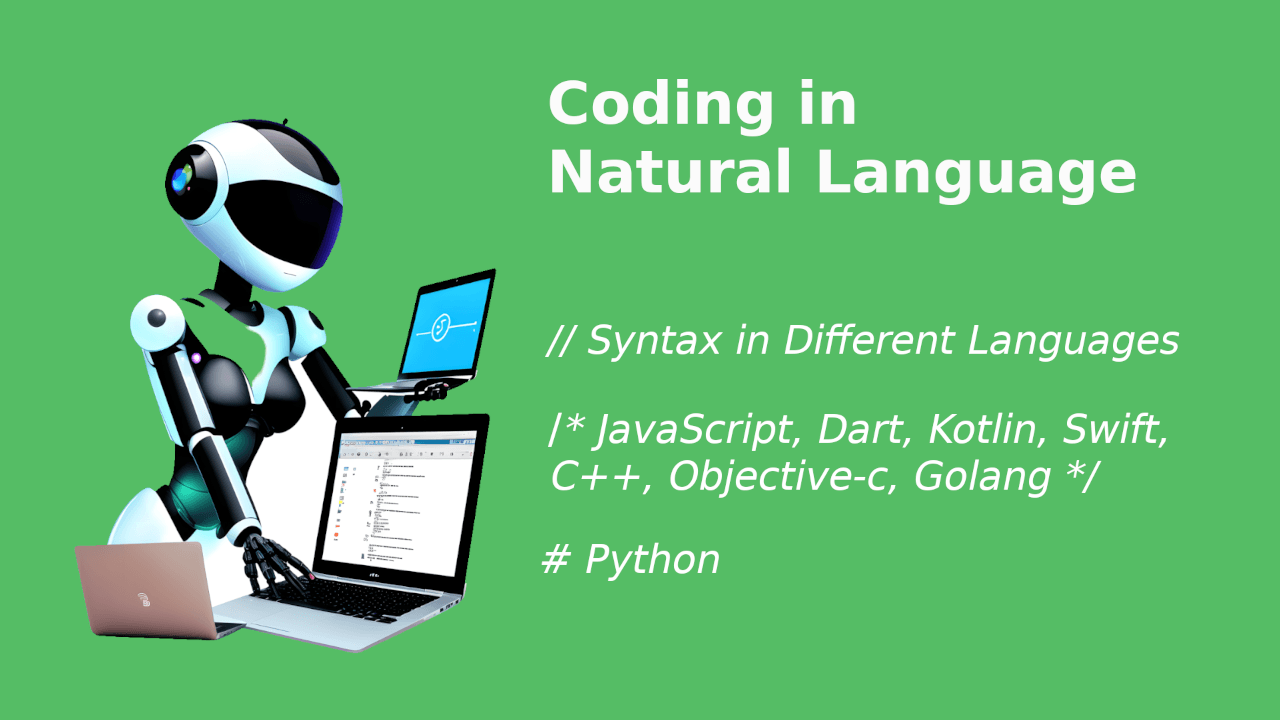 Coding in
Natural Language
// Syntax in Different Languages
/* JavaScript, Dart, Kotlin, Swift,
C++, Objective-c, Golang */
# Python